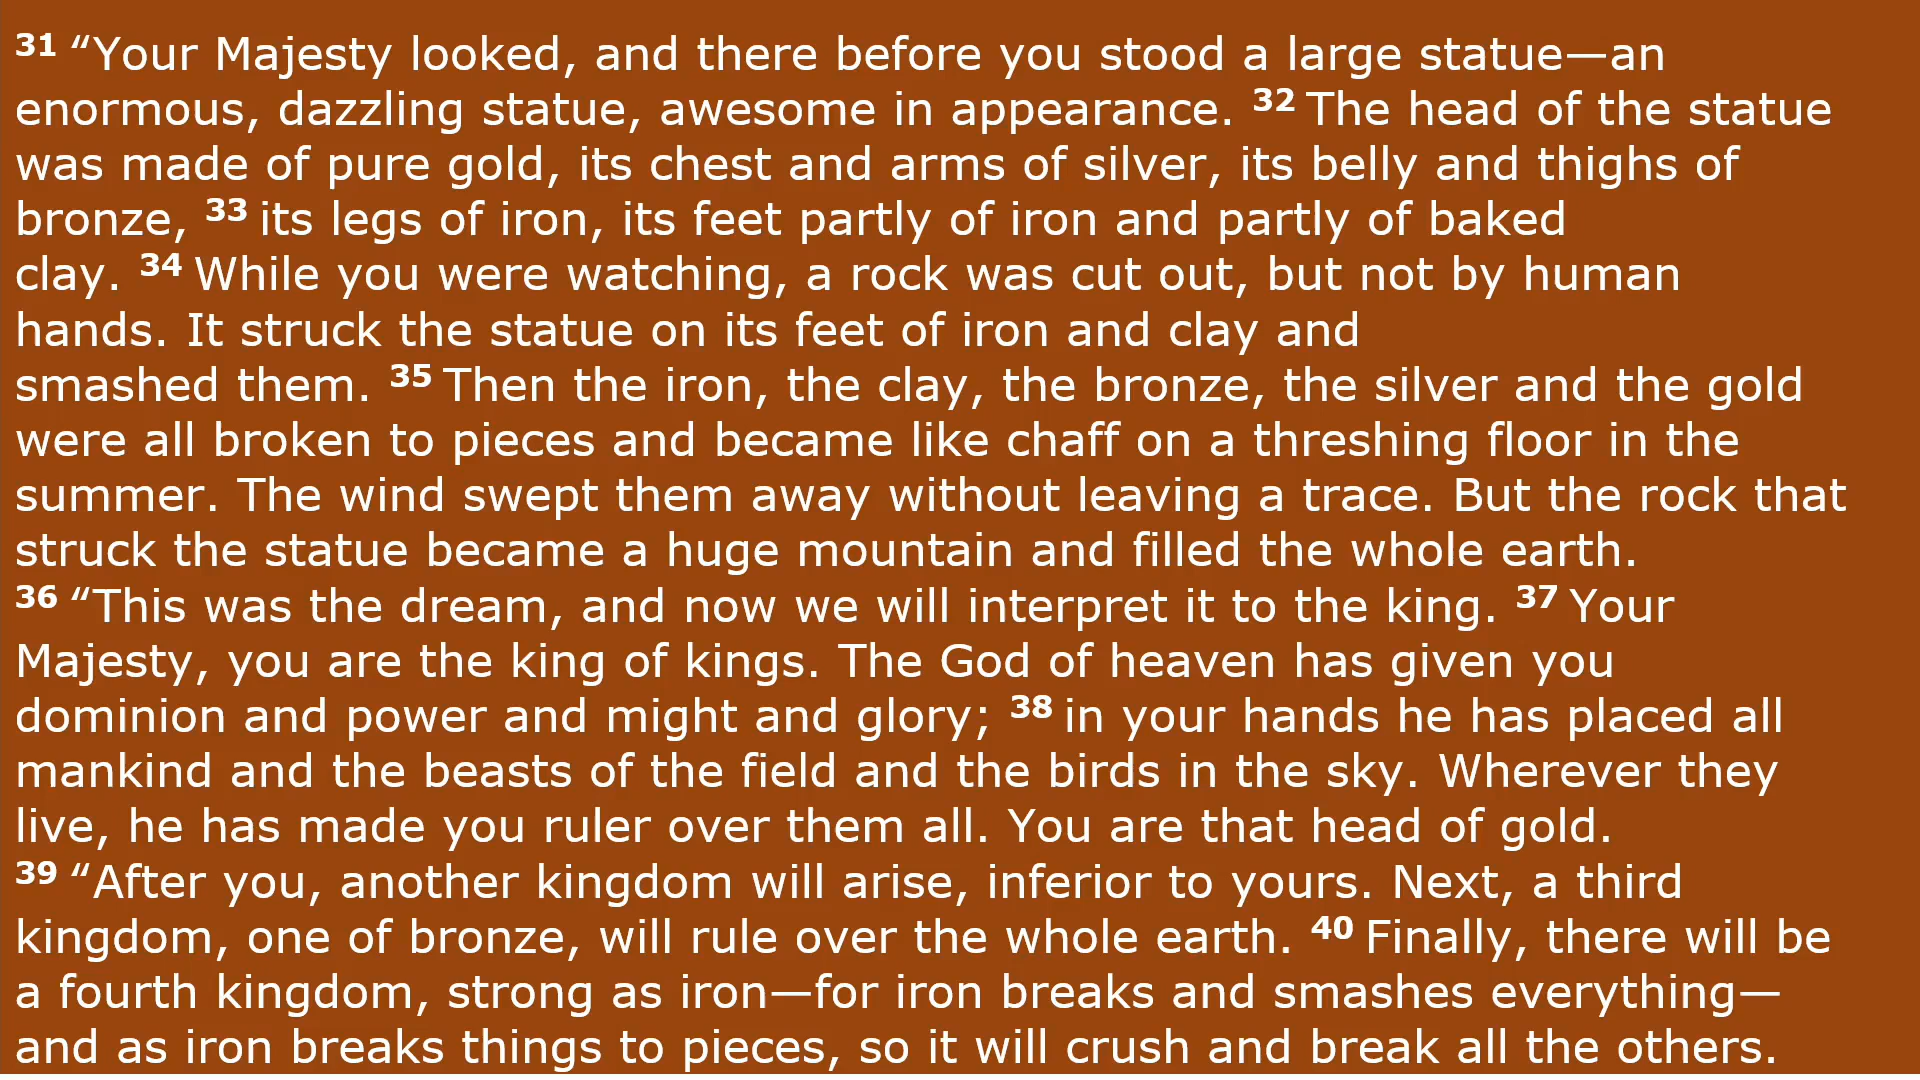 31 “Your Majesty looked, and there before you stood a large statue—an
enormous, dazzling statue, awesome in appearance. 32 The head of the statue
was made of pure gold, its chest and arms of silver, its belly and thighs of
bronze, 33 its legs of iron, its feet partly of iron and partly of baked
clay. 34 While you were watching, a rock was cut out, but not by human
hands. It struck the statue on its feet of iron and clay and
smashed them. 35 Then the iron, the clay, the bronze, the silver and the gold
were all broken to pieces and became like chaff on a threshing floor in the
summer. The wind swept them away without leaving a trace. But the rock that
struck the statue became a huge mountain and filled the whole earth.
36 “This was the dream, and now we will interpret it to the king. 37 Your
Majesty, you are the king of kings. The God of heaven has given you
dominion and power and might and glory; 38 in your hands he has placed all
mankind and the beasts of the field and the birds in the sky. Wherever they
live, he has made you ruler over them all. You are that head of gold.
39 “After you, another kingdom will arise, inferior to yours. Next, a third
kingdom, one of bronze, will rule over the whole earth. 40 Finally, there will be
a fourth kingdom, strong as iron—for iron breaks and smashes everything—
and as iron breaks things to pieces, so it will crush and break all the others.